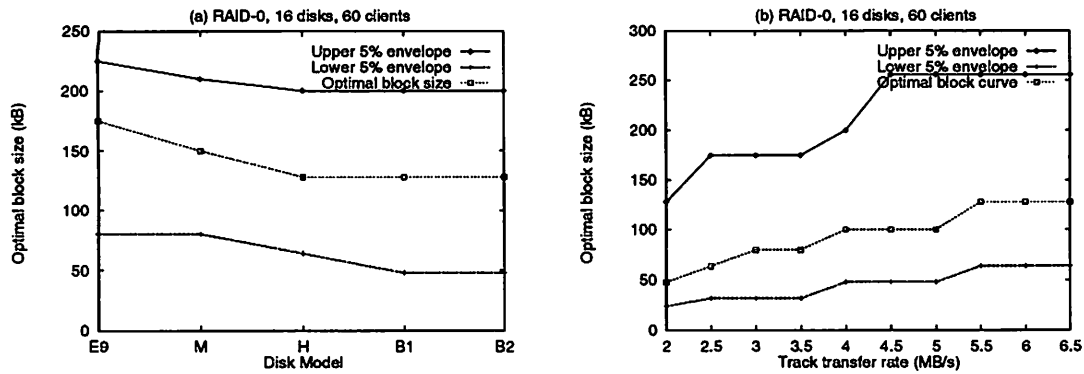 (a) RAID-0, 16 disks, 60 clients
250
200
150
100
50
0
Optimal block size (kB)
Upper 5% envelope
Lower 5% envelope
Optimal block size
E9 M H B1 B2
Disk Model
(b) RAID-0, 16 disks, 60 clients
300
250
200
150
100
50
0
Optimal block size (kB)
Upper 5% envelope
Lower 5% envelope
Optimal block curve
2 2.5 3 3.5 4 4.5 5 5.5 6 6.5
Track transfer rate (MB/s)